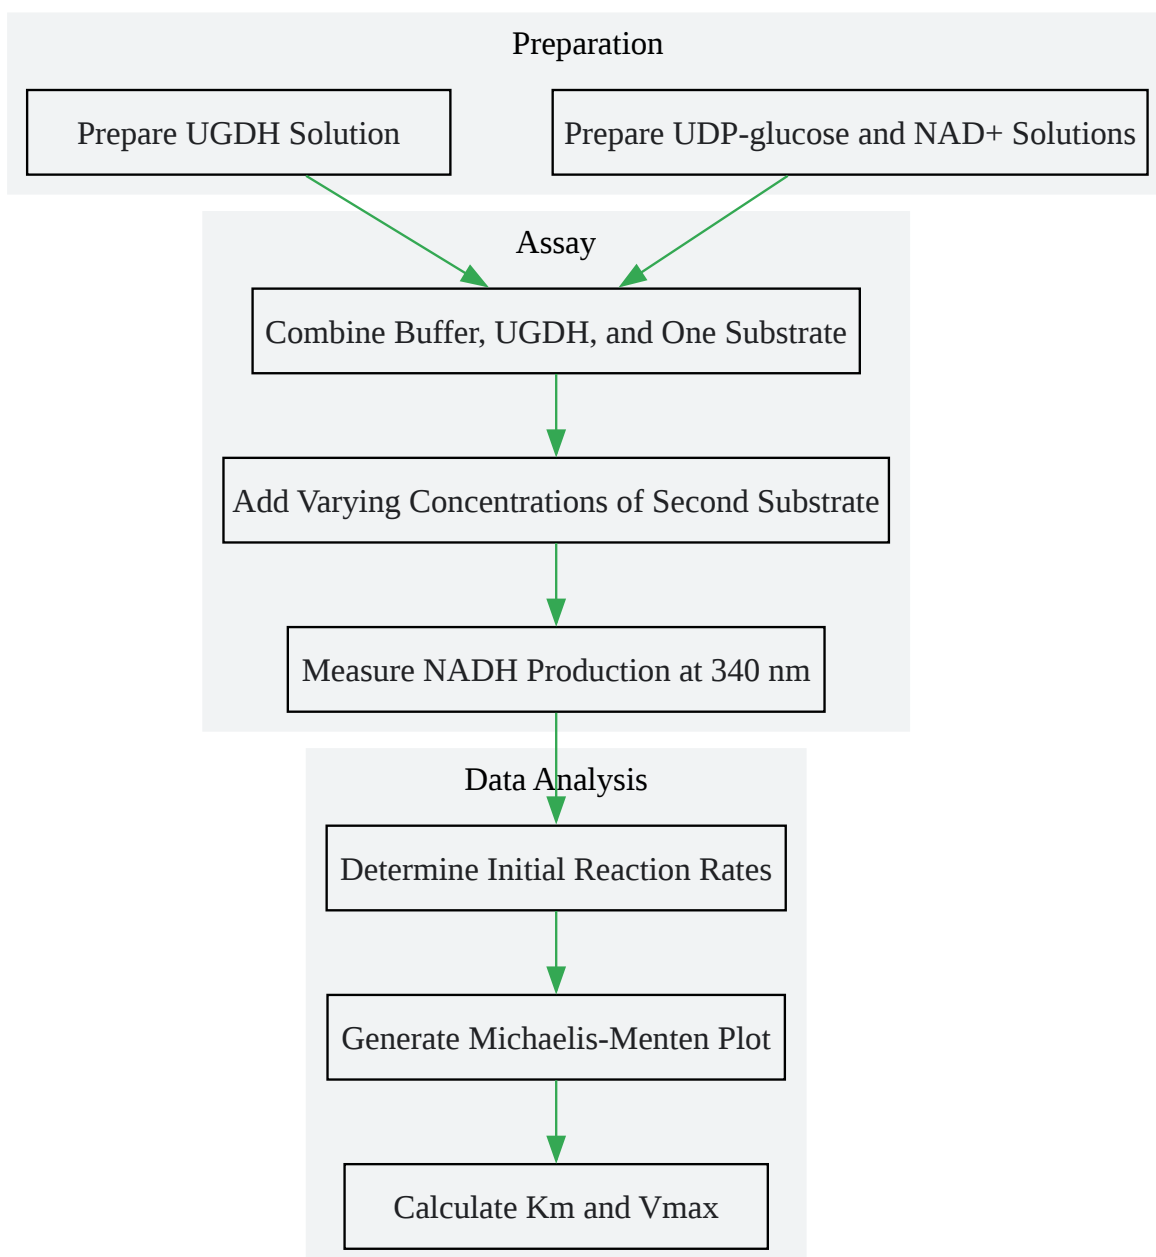 Preparation
Prepare UGDH Solution
Prepare UDP-glucose and NAD+ Solutions
Assay
Combine Buffer, UGDH, and One Substrate
Add Varying Concentrations of Second Substrate
Measure NADH Production at 340 nm
Data Analysis
Determine Initial Reaction Rates
Generate Michaelis-Menten Plot
Calculate Km and Vmax